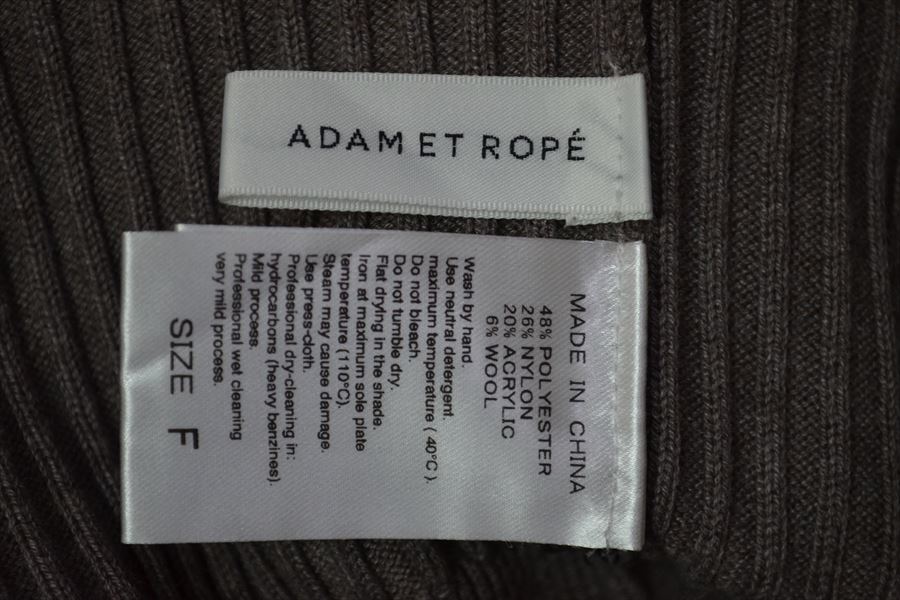 ADAM ET ROPÉ
MADE IN CHINA
48% POLYESTER
26% NYLON
20% ACRYLIC
6% WOOL
Wash by hand.
Use neutral detergent.
maximum temperature ( 40°C ).
Do not bleach.
Do not tumble dry.
Flat drying in the shade.
Iron at maximum sole plate
temperature (110°C).
Steam may cause damage.
Use press-cloth.
Professional dry-cleaning in:
hydrocarbons (heavy benzines).
Mild process.
Professional wet cleaning
very mild process.
SIZE F